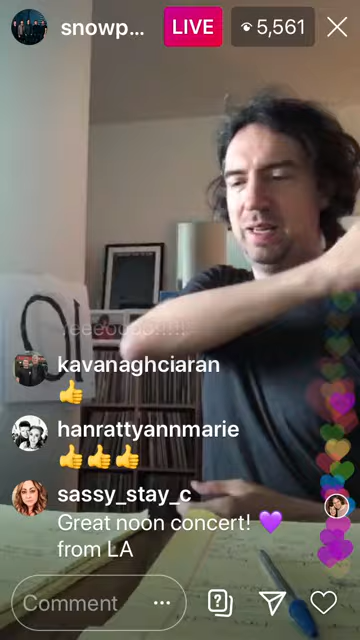 snowp...
LIVE
5,561
kavanaghciaran
👍
hanrattyannmarie
👍👍👍
sassy_stay_c
Great noon concert! 💜
from LA
Comment